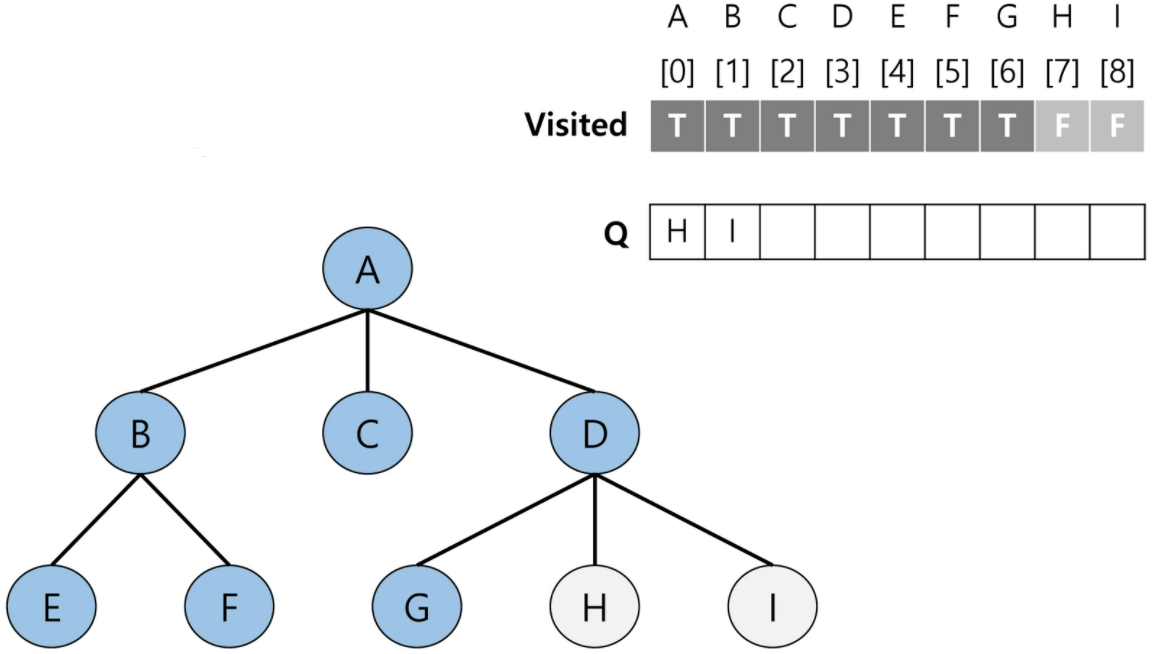 A B C D E F G H I
[0] [1] [2] [3] [4] [5] [6] [7] [8]
Visited T T T T T T T F F
Q H I
A
B C D
E F G H I